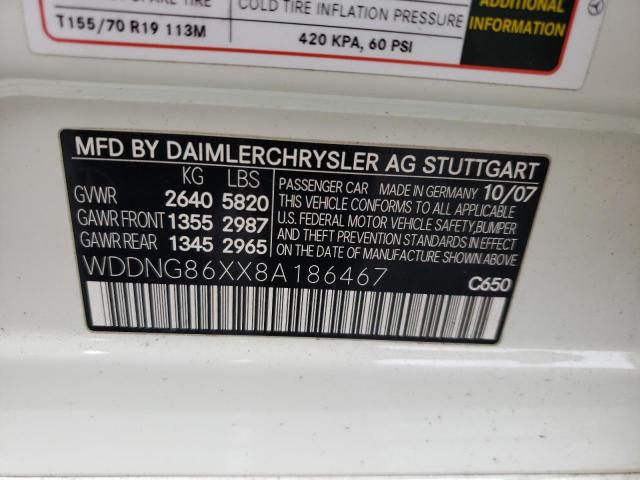 COLD TIRE INFLATION PRESSURE
T155/70 R19 113M
420 KPA, 60 PSI
ADDITIONAL
INFORMATION
MFD BY DAIMLERCHRYSLER AG STUTTGART
KG LBS
GVWR 2640 5820
GAWR FRONT 1355 2987
GAWR REAR 1345 2965
PASSENGER CAR MADE IN GERMANY 10/07
THIS VEHICLE CONFORMS TO ALL APPLICABLE
U.S. FEDERAL MOTOR VEHICLE SAFETY,BUMPER
AND THEFT PREVENTION STANDARDS IN EFFECT
ON THE DATE OF MANUFACTURE SHOWN ABOVE
WDDNG86XX8A186467
C650